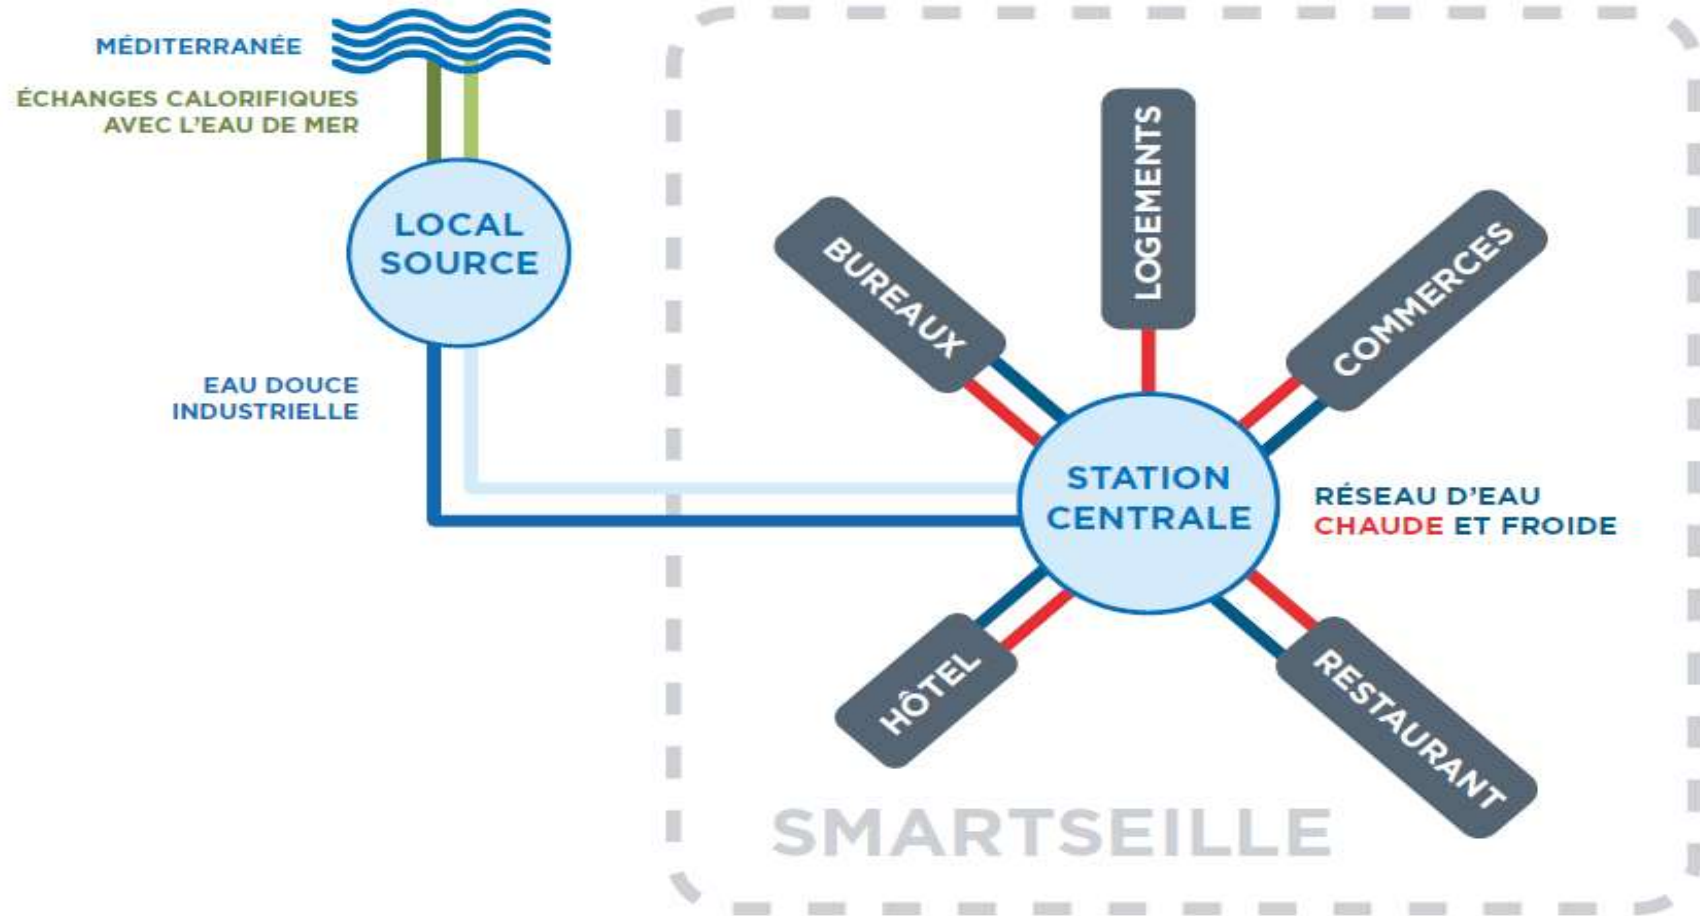 MÉDITERRANÉE
ÉCHANGES CALORIFIQUES
AVEC L'EAU DE MER
LOCAL
SOURCE
EAU DOUCE
INDUSTRIELLE
BUREAUX
LOGEMENTS
COMMERCES
STATION
CENTRALE
RÉSEAU D'EAU
CHAUDE ET FROIDE
HÔTEL
RESTAURANT
SMARTSEILLE